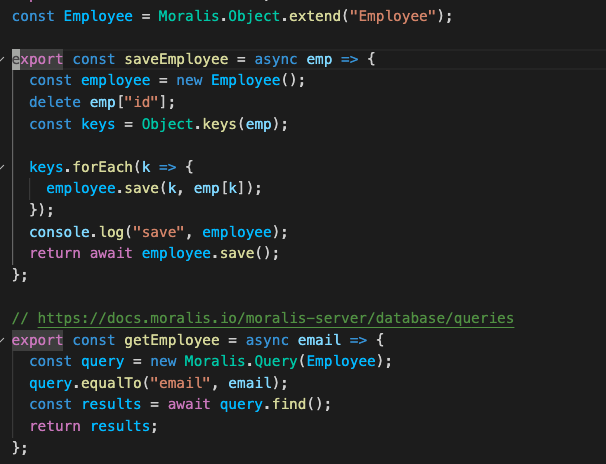 const Employee = Moralis.Object.extend("Employee");
export const saveEmployee = async emp => {
const employee = new Employee();
delete emp["id"];
const keys = Object.keys(emp);
keys.forEach(k => {
employee.save(k, emp[k]);
});
console.log("save", employee);
return await employee.save();
};
// https://docs.moralis.io/moralis-server/database/queries
export const getEmployee = async email => {
const query = new Moralis.Query(Employee);
query.equalTo("email", email);
const results = await query.find();
return results;
};